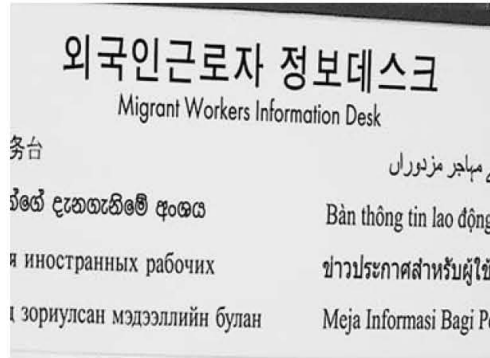 외국인근로자 정보데스크
Migrant Workers Information Desk
务台
مہاجر مزدوراں
දැනගැනිමේ අංශය
Bàn thông tin lao động
иностранных рабочих
ข่าวประกาศสำหรับผู้ใช้
зориулсан мэдээллийн булан
Meja Informasi Bagi